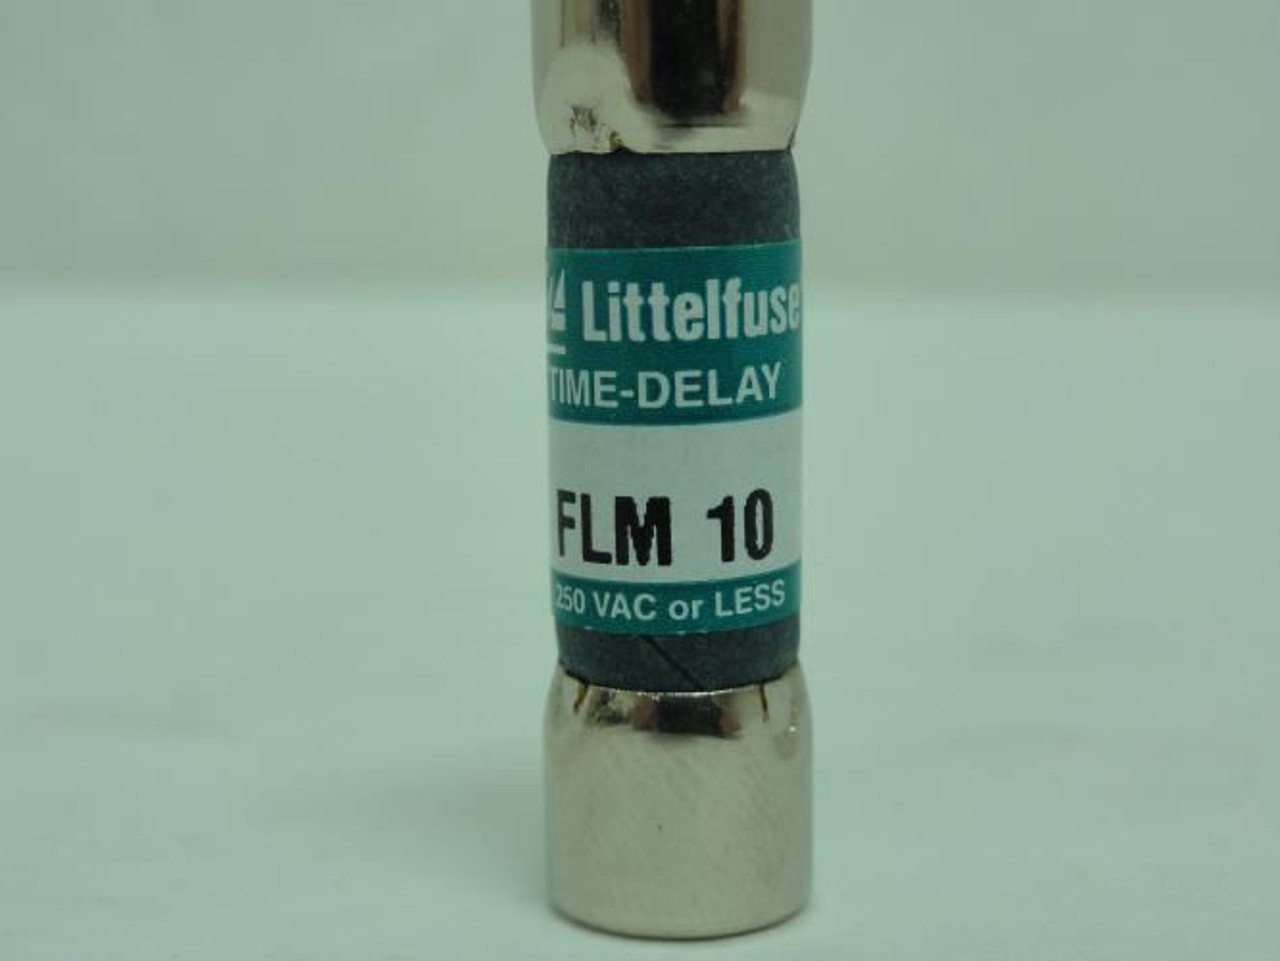 Littelfuse
TIME-DELAY
FLM 10
250 VAC or LESS